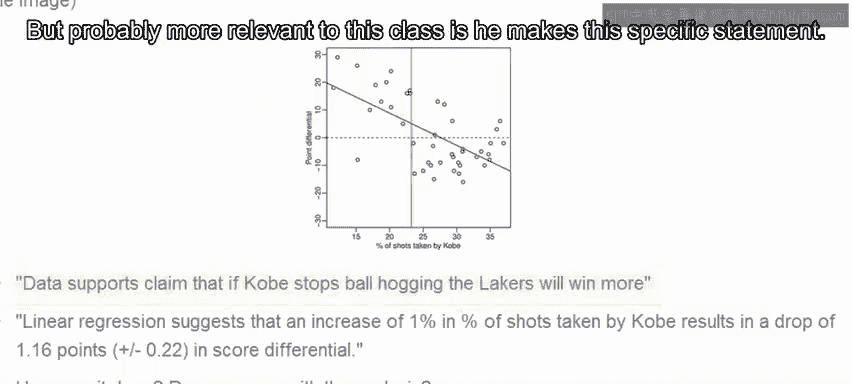 e image)
But probably more relevant to this class is he makes this specific statement.
30
20
10
0
-10
-20
-30
Point differential
15 20 25 30 35
% of shots taken by Kobe
"Data supports claim that if Kobe stops ball hogging the Lakers will win more"
"Linear regression suggests that an increase of 1% in % of shots taken by Kobe results in a drop of
1.16 points (+/- 0.22) in score differential."